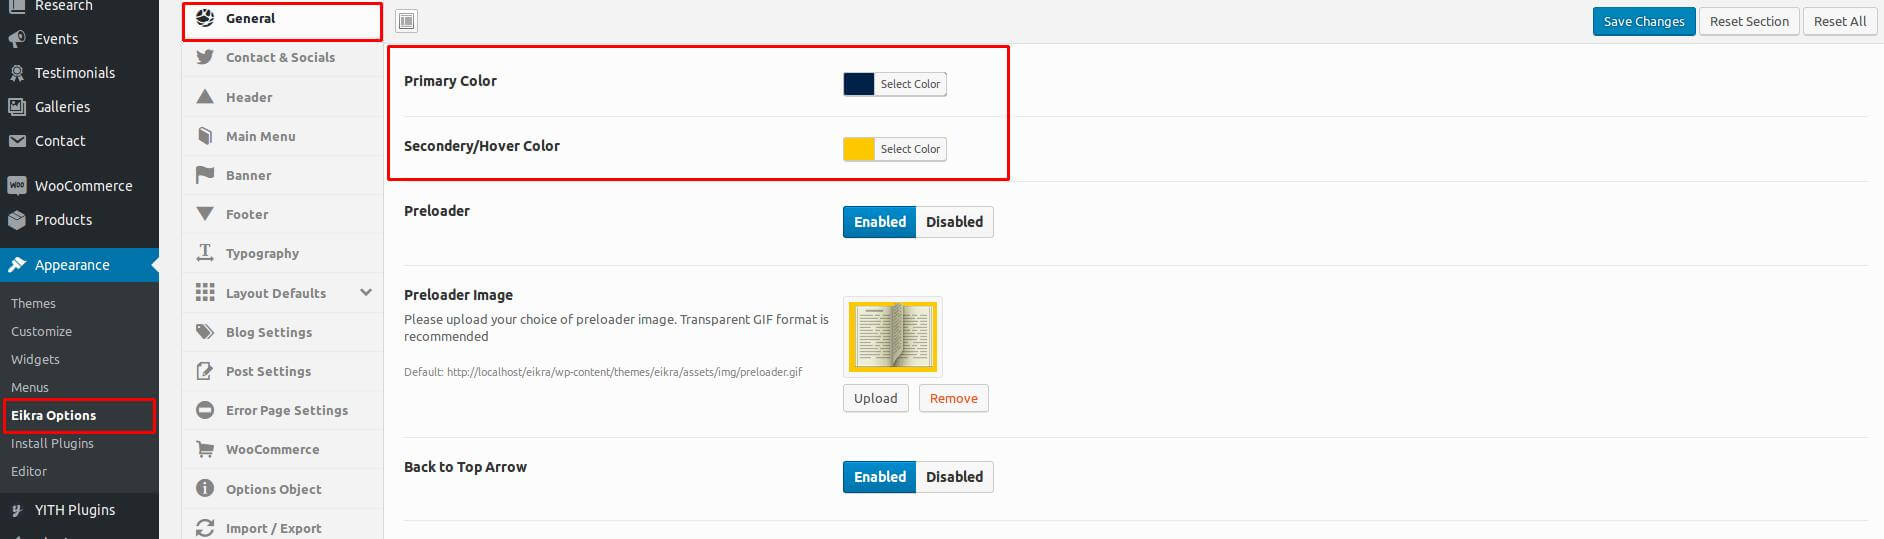 Research
Events
Testimonials
Galleries
Contact
WOO
WooCommerce
Products
Appearance
Themes
Customize
Widgets
Menus
Eikra Options
Install Plugins
Editor
YITH Plugins
General
Contact & Socials
Header
Main Menu
Banner
Footer
Typography
Layout Defaults
Blog Settings
Post Settings
Error Page Settings
WooCommerce
Options Object
Import / Export
Save Changes
Reset Section
Reset All
Primary Color
Select Color
Secondery/Hover Color
Select Color
Preloader
Enabled
Disabled
Preloader Image
Please upload your choice of preloader image. Transparent GIF format is
recommended
Default: http://localhost/eikra/wp-content/themes/eikra/assets/img/preloader.gif
Upload
Remove
Back to Top Arrow
Enabled
Disabled